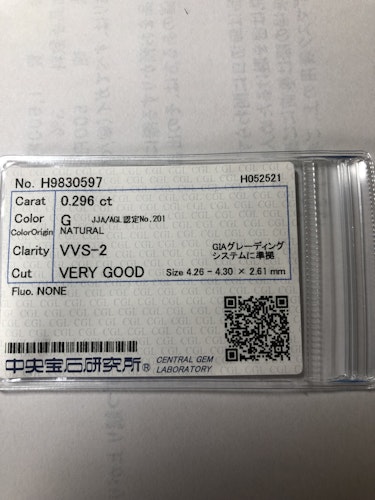 No. H9830597 H052521
Carat 0.296 ct
Color G JJA/AGL認定No.201
ColorOrigin NATURAL
Clarity VVS-2 GIAグレーディング
システムに準拠
Cut VERY GOOD Size 4.26 - 4.30 × 2.61 mm
Fluo. NONE
中央宝石研究所® CENTRAL GEM
LABORATORY